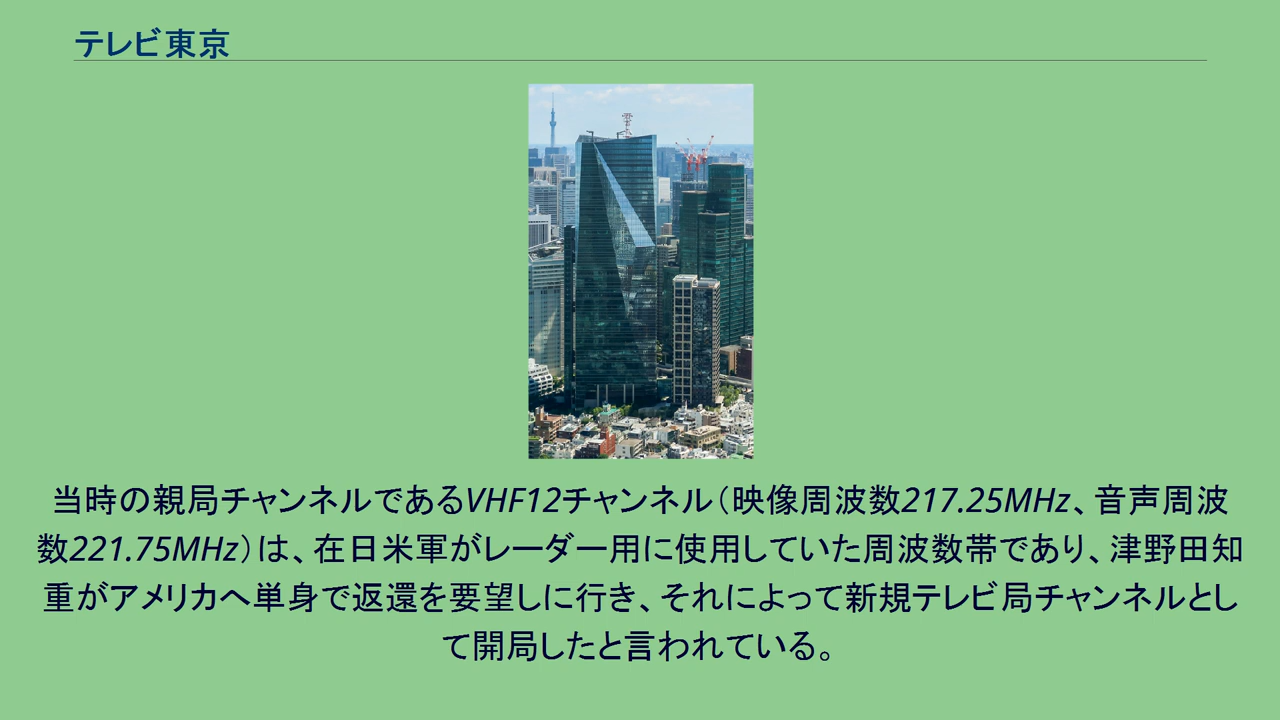 テレビ東京
当時の親局チャンネルであるVHF12チャンネル（映像周波数217.25MHz、音声周波
数221.75MHz）は、在日米軍がレーダー用に使用していた周波数帯であり、津野田知
重がアメリカへ単身で返還を要望しに行き、それによって新規テレビ局チャンネルとし
て開局したと言われている。